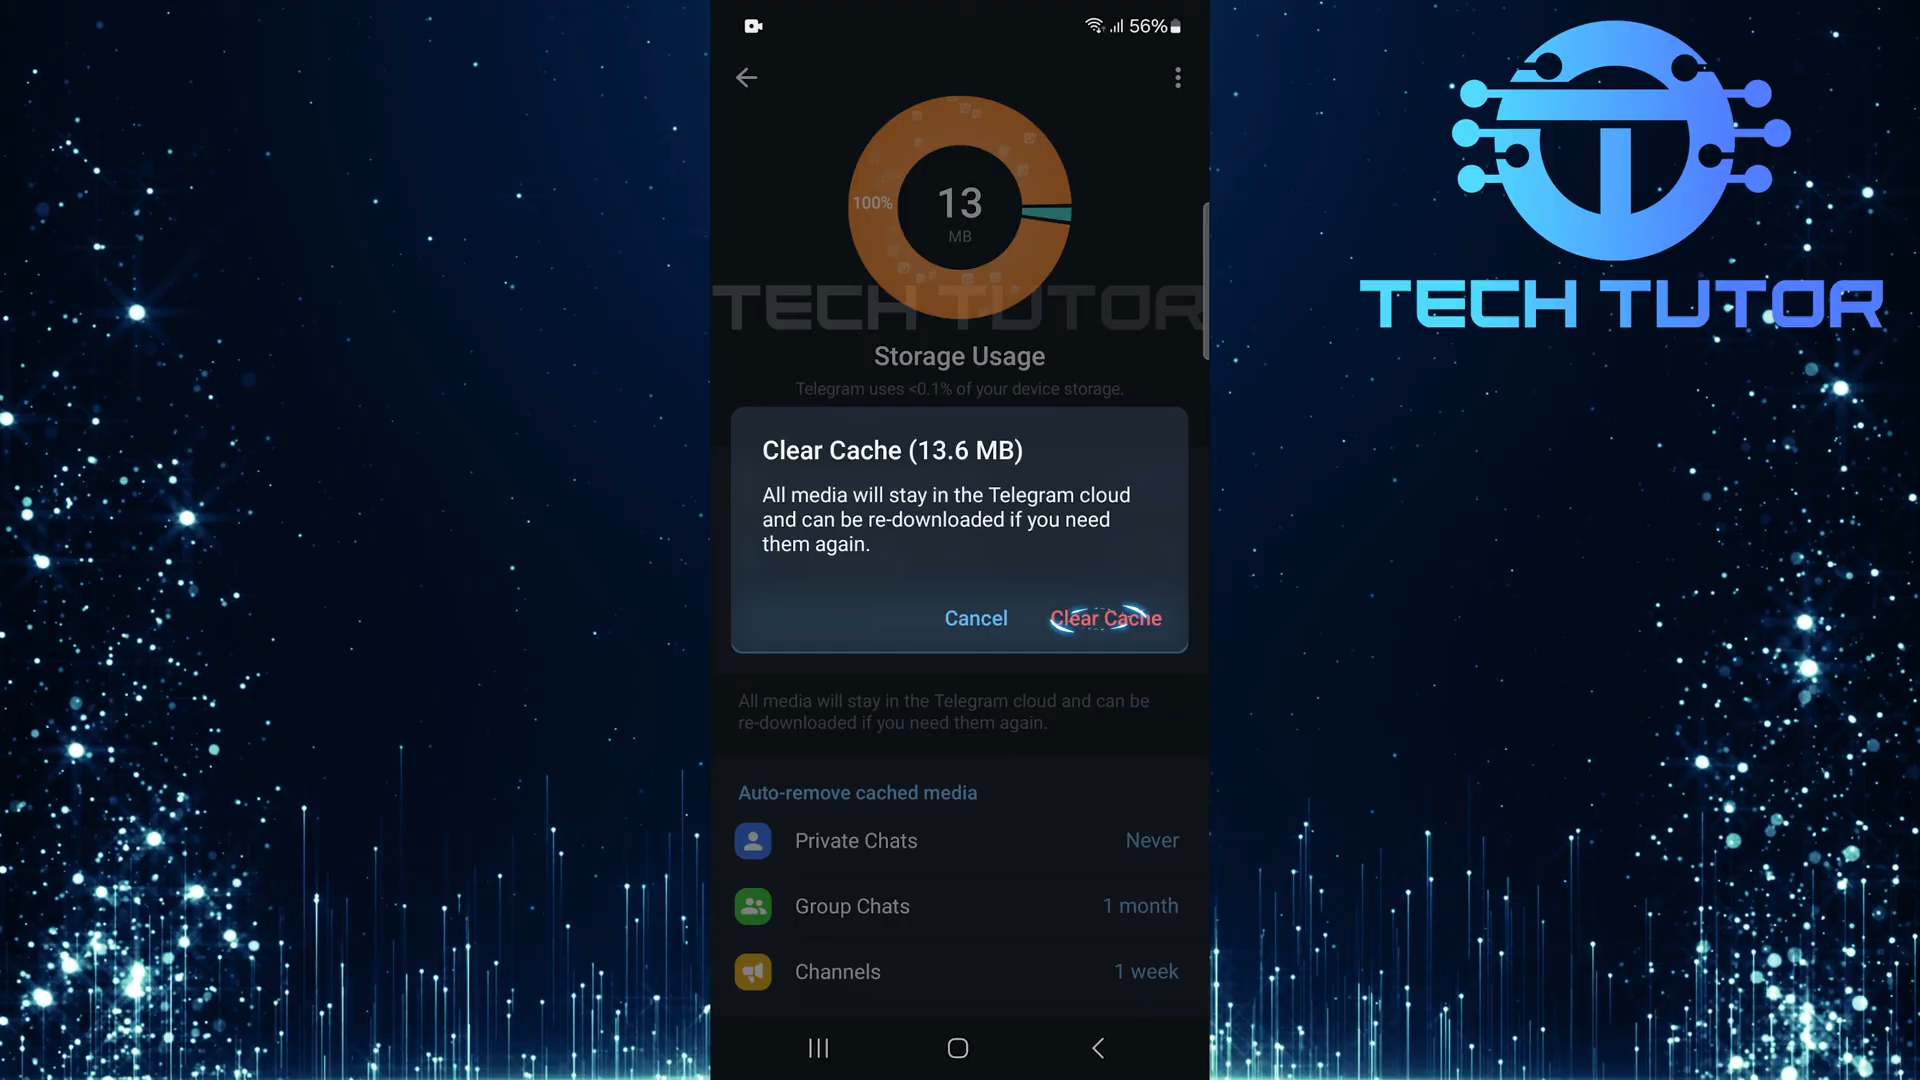 56%
100%
13
MB
TECH TUTOR
TECH TUTOR
Storage Usage
Telegram uses <0.1% of your device storage.
Clear Cache (13.6 MB)
All media will stay in the Telegram cloud
and can be re-downloaded if you need
them again.
Cancel Clear Cache
All media will stay in the Telegram cloud and can be
re-downloaded if you need them again.
Auto-remove cached media
Private Chats Never
Group Chats 1 month
Channels 1 week